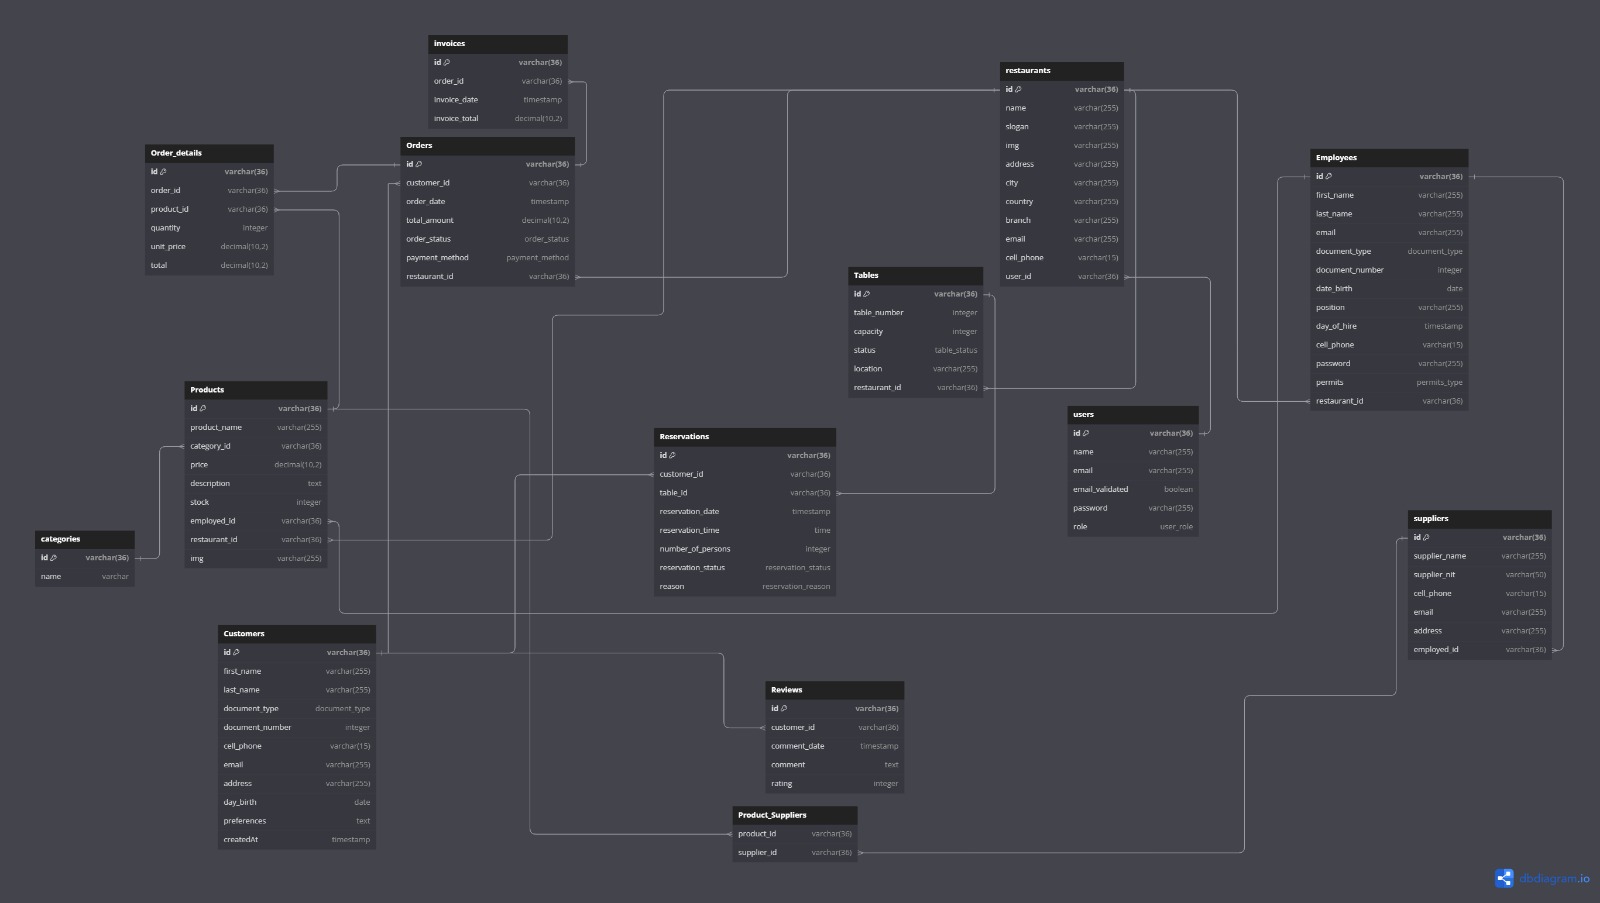 invoices
id varchar(36)
order_id varchar(36)
invoice_date timestamp
invoice_total decimal(10,2)
Orders
id varchar(36)
customer_id varchar(36)
order_date timestamp
total_amount decimal(10,2)
order_status order_status
payment_method payment_method
restaurant_id varchar(36)
Order_details
id varchar(36)
order_id varchar(36)
product_id varchar(36)
quantity integer
unit_price decimal(10,2)
total decimal(10,2)
restaurants
id varchar(36)
name varchar(255)
slogan varchar(255)
img varchar(255)
address varchar(255)
city varchar(255)
country varchar(255)
branch varchar(255)
email varchar(255)
cell_phone varchar(15)
user_id varchar(36)
Employees
id varchar(36)
first_name varchar(255)
last_name varchar(255)
email varchar(255)
document_type document_type
document_number integer
date_birth date
position varchar(255)
day_of_hire timestamp
cell_phone varchar(15)
password varchar(255)
permits permits_type
restaurant_id varchar(36)
Tables
id varchar(36)
table_number integer
capacity integer
status table_status
location varchar(255)
restaurant_id varchar(36)
Products
id varchar(36)
product_name varchar(255)
category_id varchar(36)
price decimal(10,2)
description text
stock integer
employed_id varchar(36)
restaurant_id varchar(36)
img varchar(255)
users
id varchar(36)
name varchar(255)
email varchar(255)
email_validated boolean
password varchar(255)
role user_role
Reservations
id varchar(36)
customer_id varchar(36)
table_id varchar(36)
reservation_date timestamp
reservation_time time
number_of_persons integer
reservation_status reservation_status
reason reservation_reason
categories
id varchar(36)
name varchar
suppliers
id varchar(36)
supplier_name varchar(255)
supplier_nit varchar(50)
cell_phone varchar(15)
email varchar(255)
address varchar(255)
employed_id varchar(36)
Customers
id varchar(36)
first_name varchar(255)
last_name varchar(255)
document_type document_type
document_number integer
cell_phone varchar(15)
email varchar(255)
address varchar(255)
day_birth date
preferences text
createdAt timestamp
Reviews
id varchar(36)
customer_id varchar(36)
comment_date timestamp
comment text
rating integer
Product_Suppliers
product_id varchar(36)
supplier_id varchar(36)
dbdiagram.io